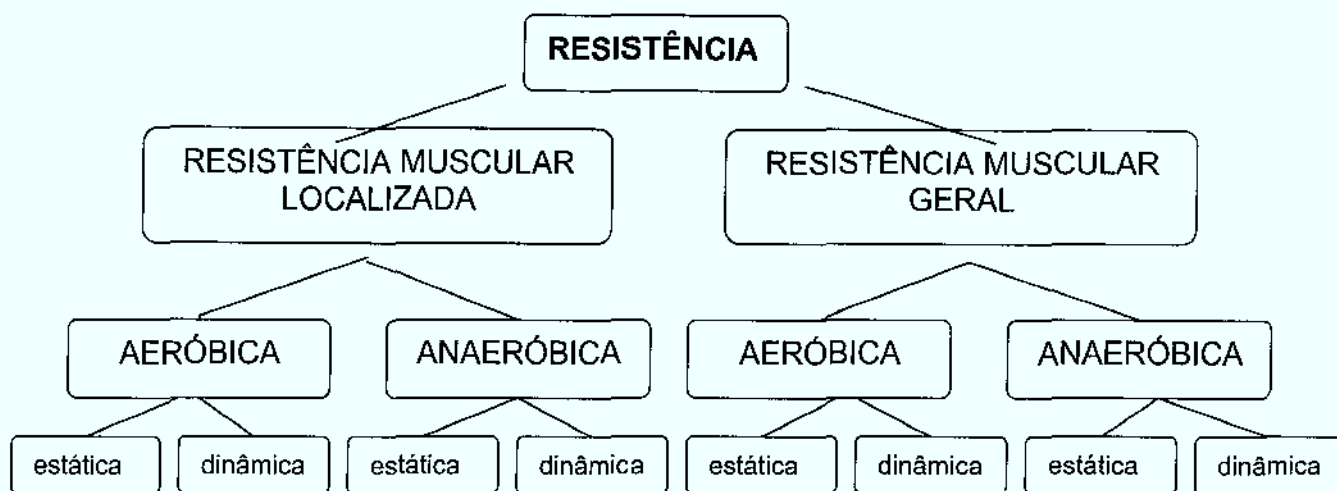 RESISTÊNCIA
RESISTÊNCIA MUSCULAR
LOCALIZADA
RESISTÊNCIA MUSCULAR
GERAL
AERÓBICA
ANAERÓBICA
AERÓBICA
ANAERÓBICA
estática
dinâmica
estática
dinâmica
estática
dinâmica
estática
dinâmica